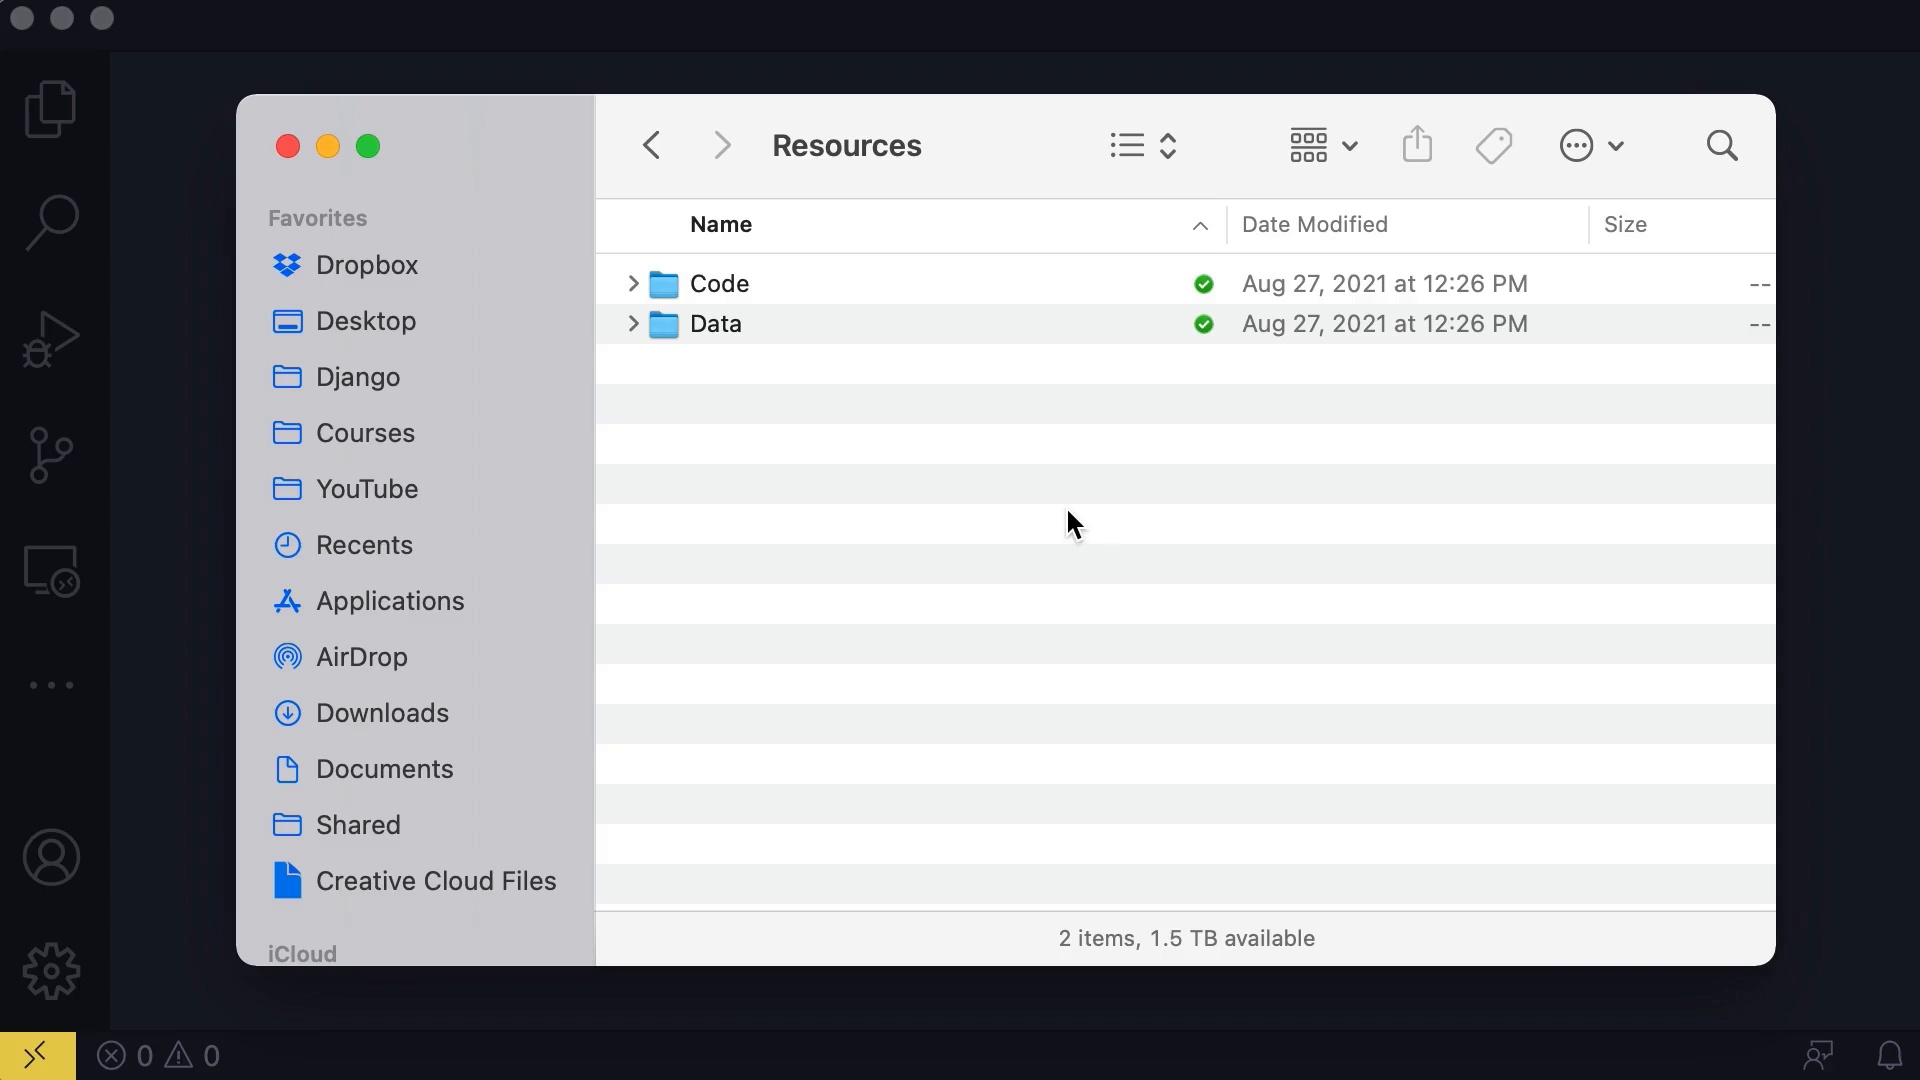 Resources
Favorites
Dropbox
Desktop
Django
Courses
YouTube
Recents
Applications
AirDrop
Downloads
Documents
Shared
Creative Cloud Files
iCloud
Name Date Modified Size
Code Aug 27, 2021 at 12:26 PM --
Data Aug 27, 2021 at 12:26 PM --
2 items, 1.5 TB available
0 0